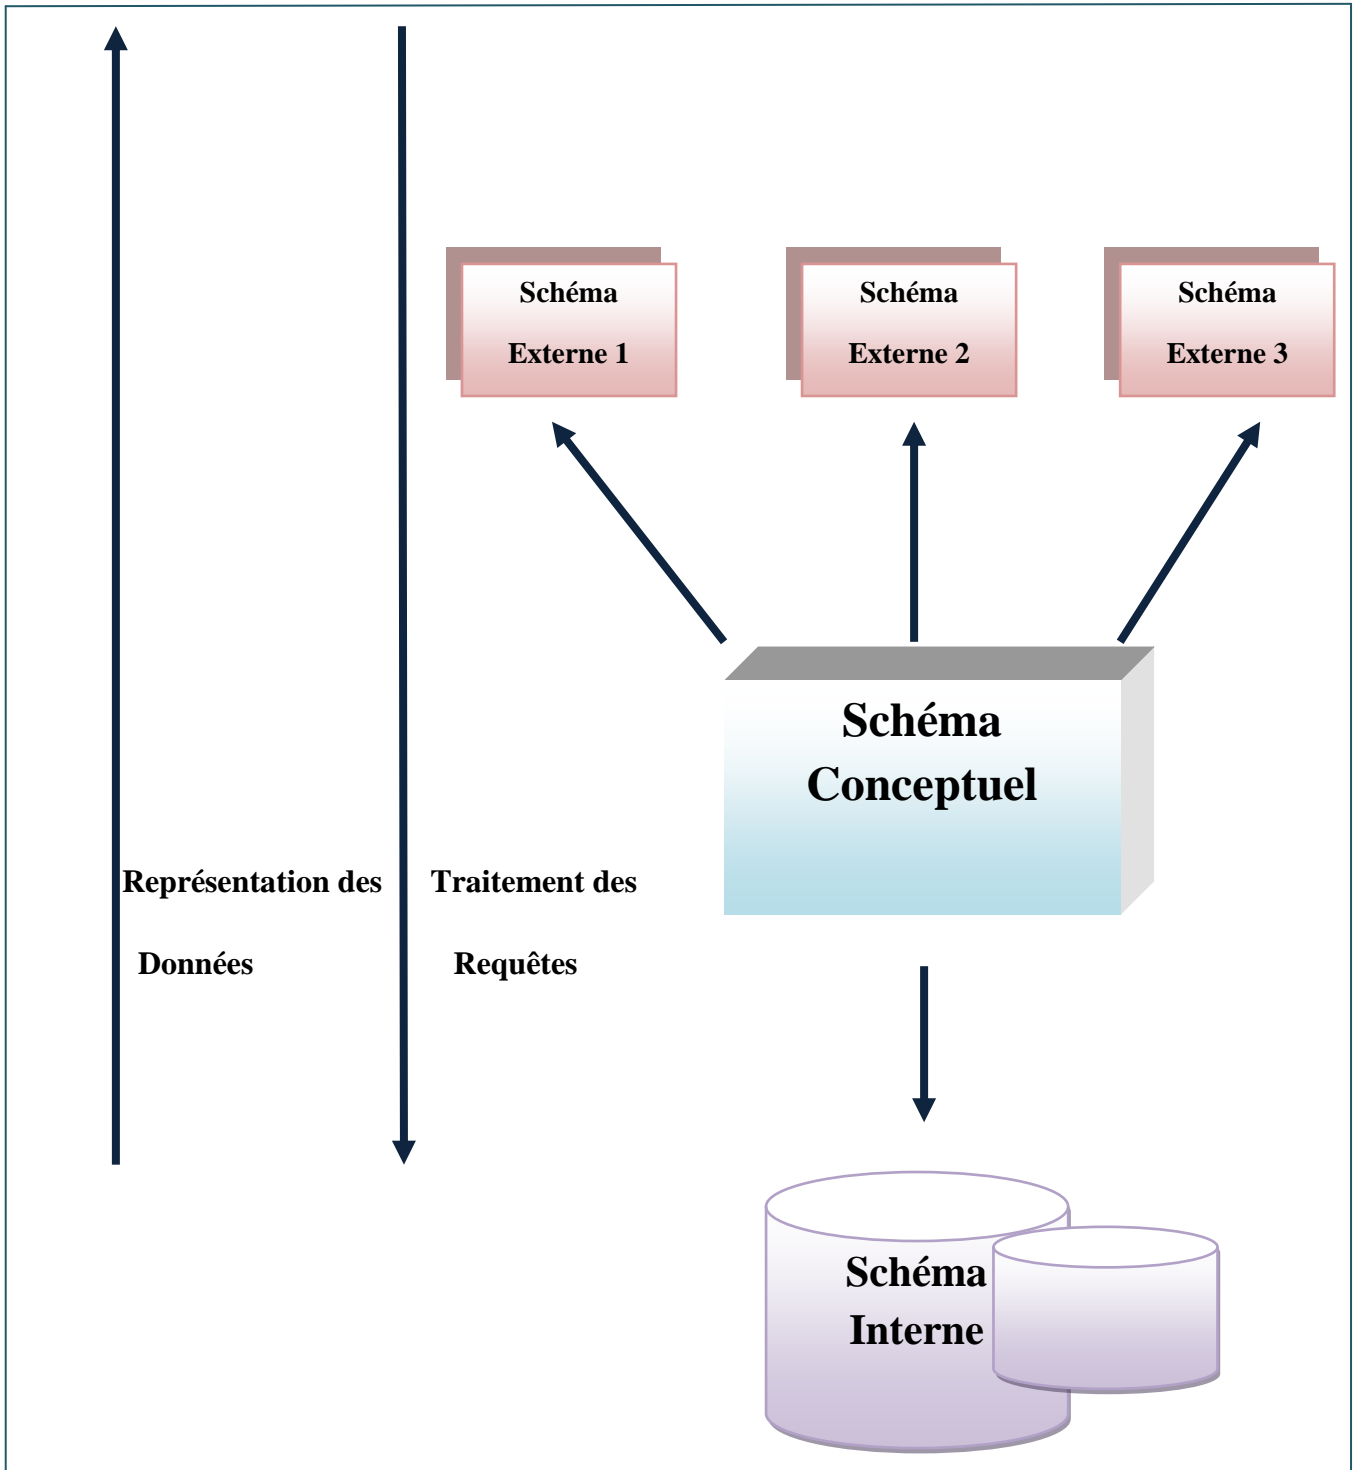 Schéma
Externe 1
Schéma
Externe 2
Schéma
Externe 3
Schéma
Conceptuel
Représentation des
Données
Traitement des
Requêtes
Schéma
Interne